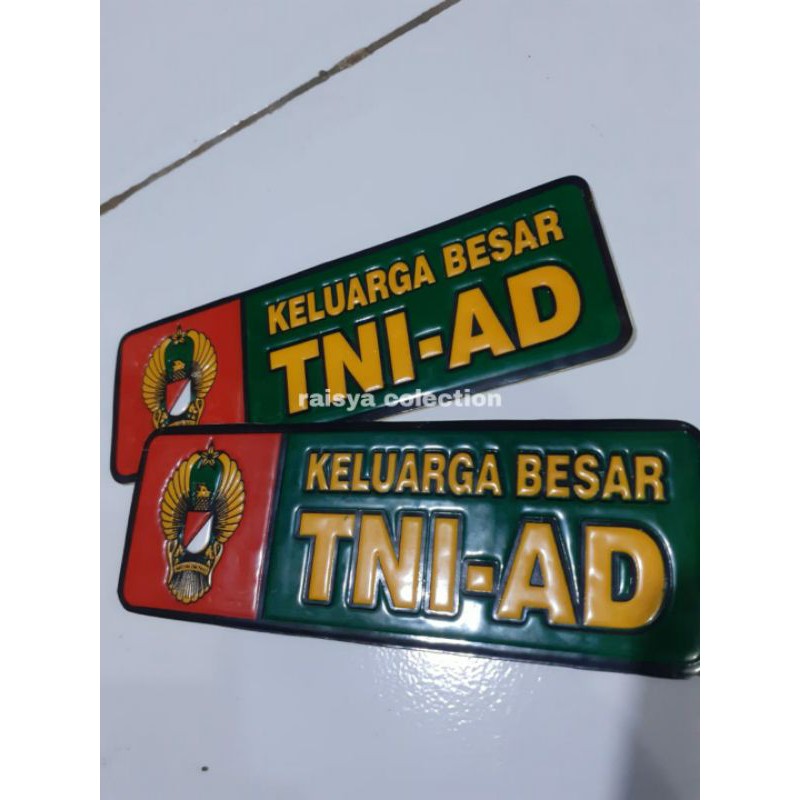 KELUARGA BESAR
TNI-AD
raisya colection
KELUARGA BESAR
TNI-AD